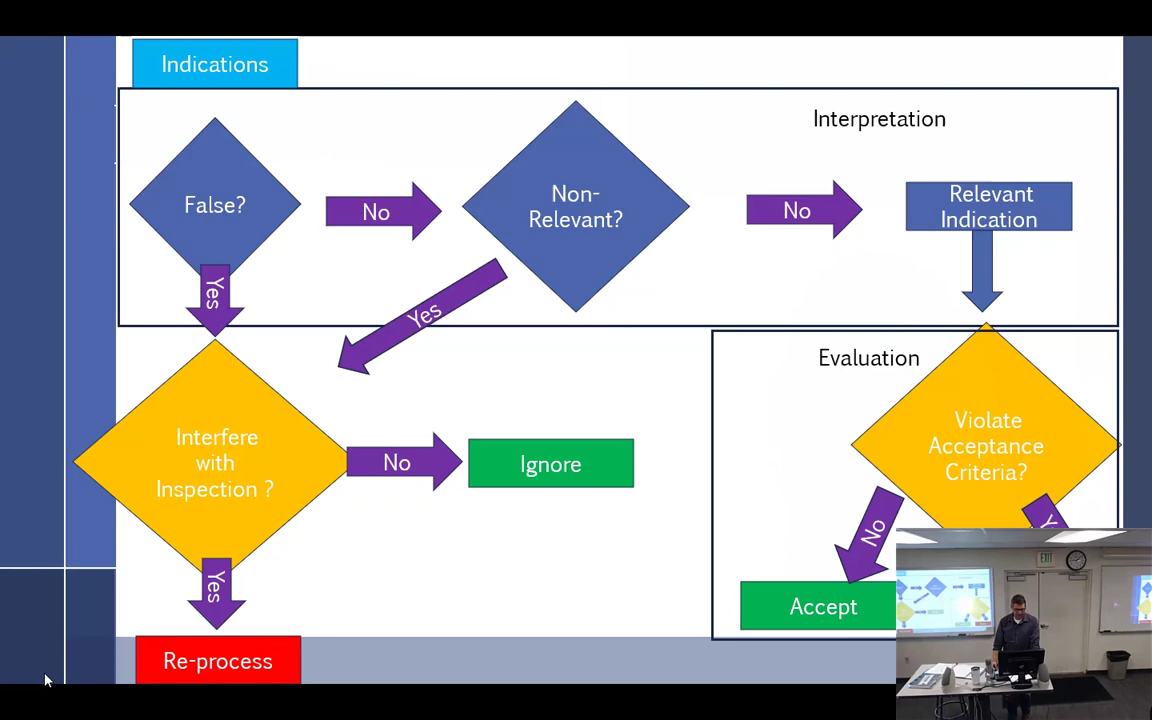 Indications
Interpretation
False?
No
Non-
Relevant?
No
Relevant
Indication
Yes
Yes
Evaluation
Interfere
with
Inspection ?
No
Ignore
Violate
Acceptance
Criteria?
No
Y
Yes
Accept
Re-process
EXIT